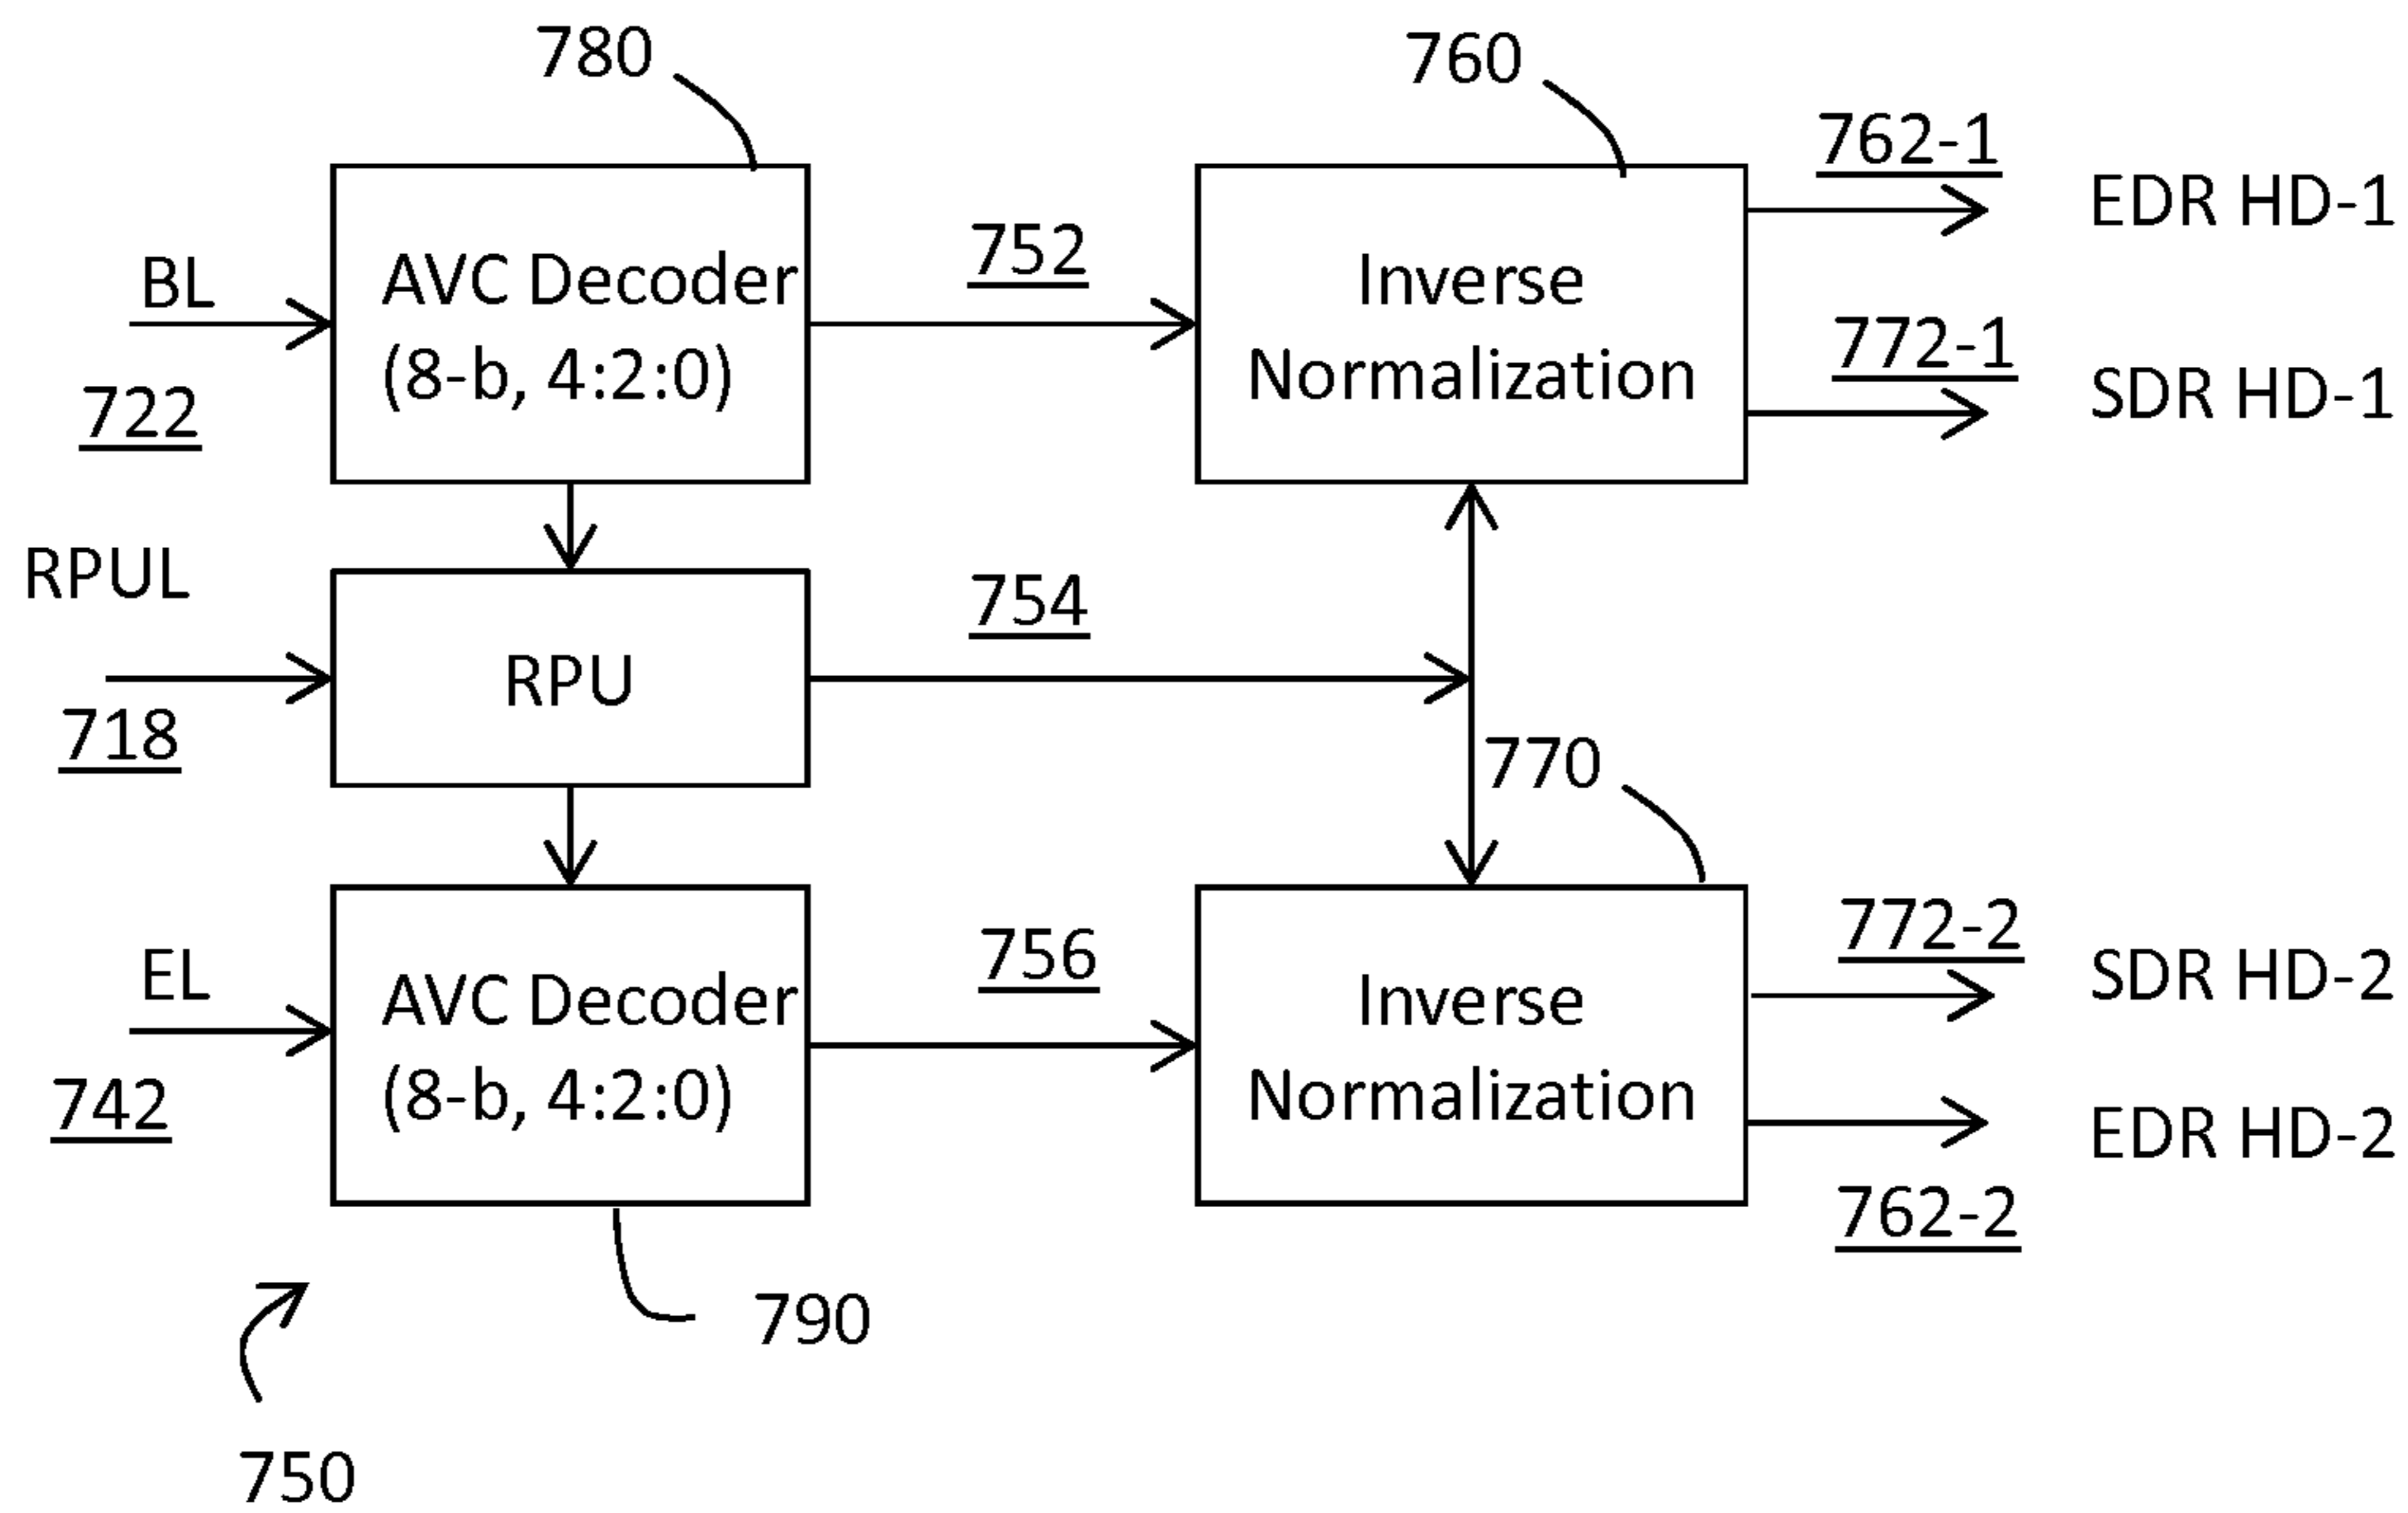 780
760
762-1
EDR HD-1
BL
722
AVC Decoder
(8-b, 4:2:0)
752
Inverse
Normalization
772-1
SDR HD-1
RPUL
718
RPU
754
770
EL
742
AVC Decoder
(8-b, 4:2:0)
756
Inverse
Normalization
772-2
SDR HD-2
EDR HD-2
762-2
790
750